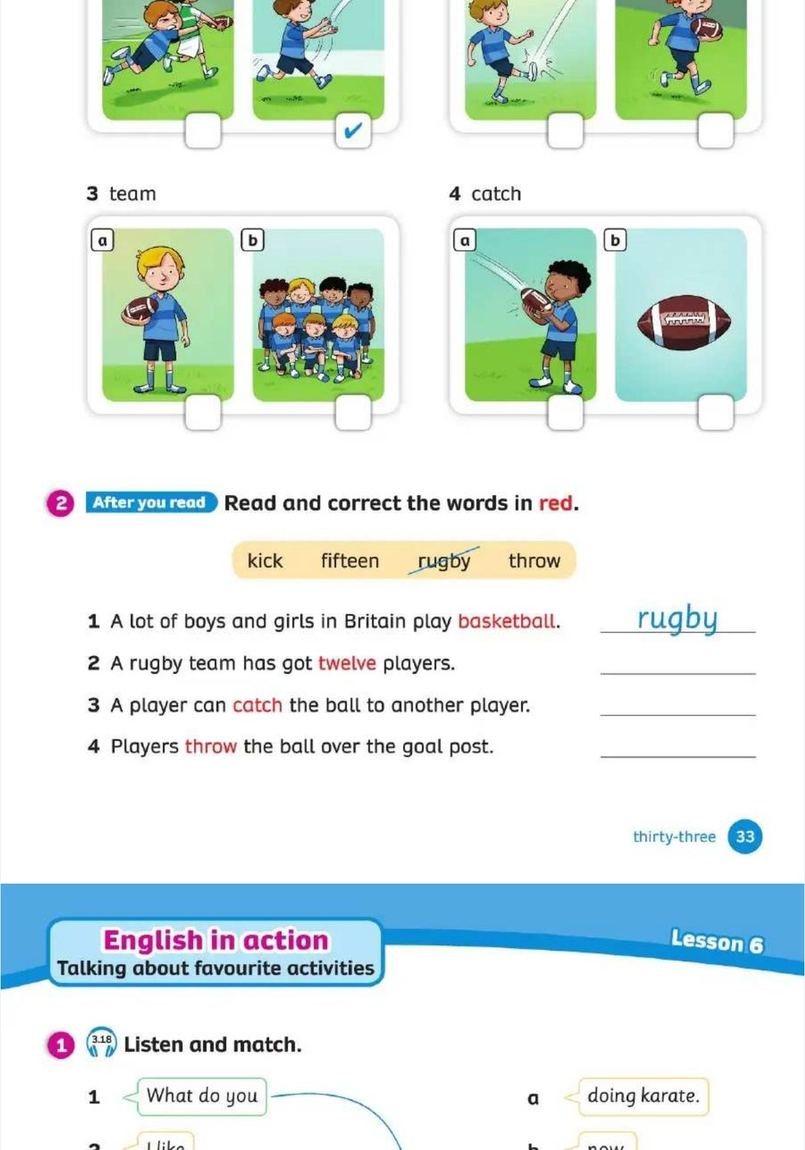 3 team
4 catch
a
b
a
b
2 After you read Read and correct the words in red.
kick fifteen rugby throw
1 A lot of boys and girls in Britain play basketball. rugby
2 A rugby team has got twelve players.
3 A player can catch the ball to another player.
4 Players throw the ball over the goal post.
thirty-three 33
English in action
Talking about favourite activities
Lesson 6
1 3.18 Listen and match.
1 What do you
a doing karate.
2 I like
b now